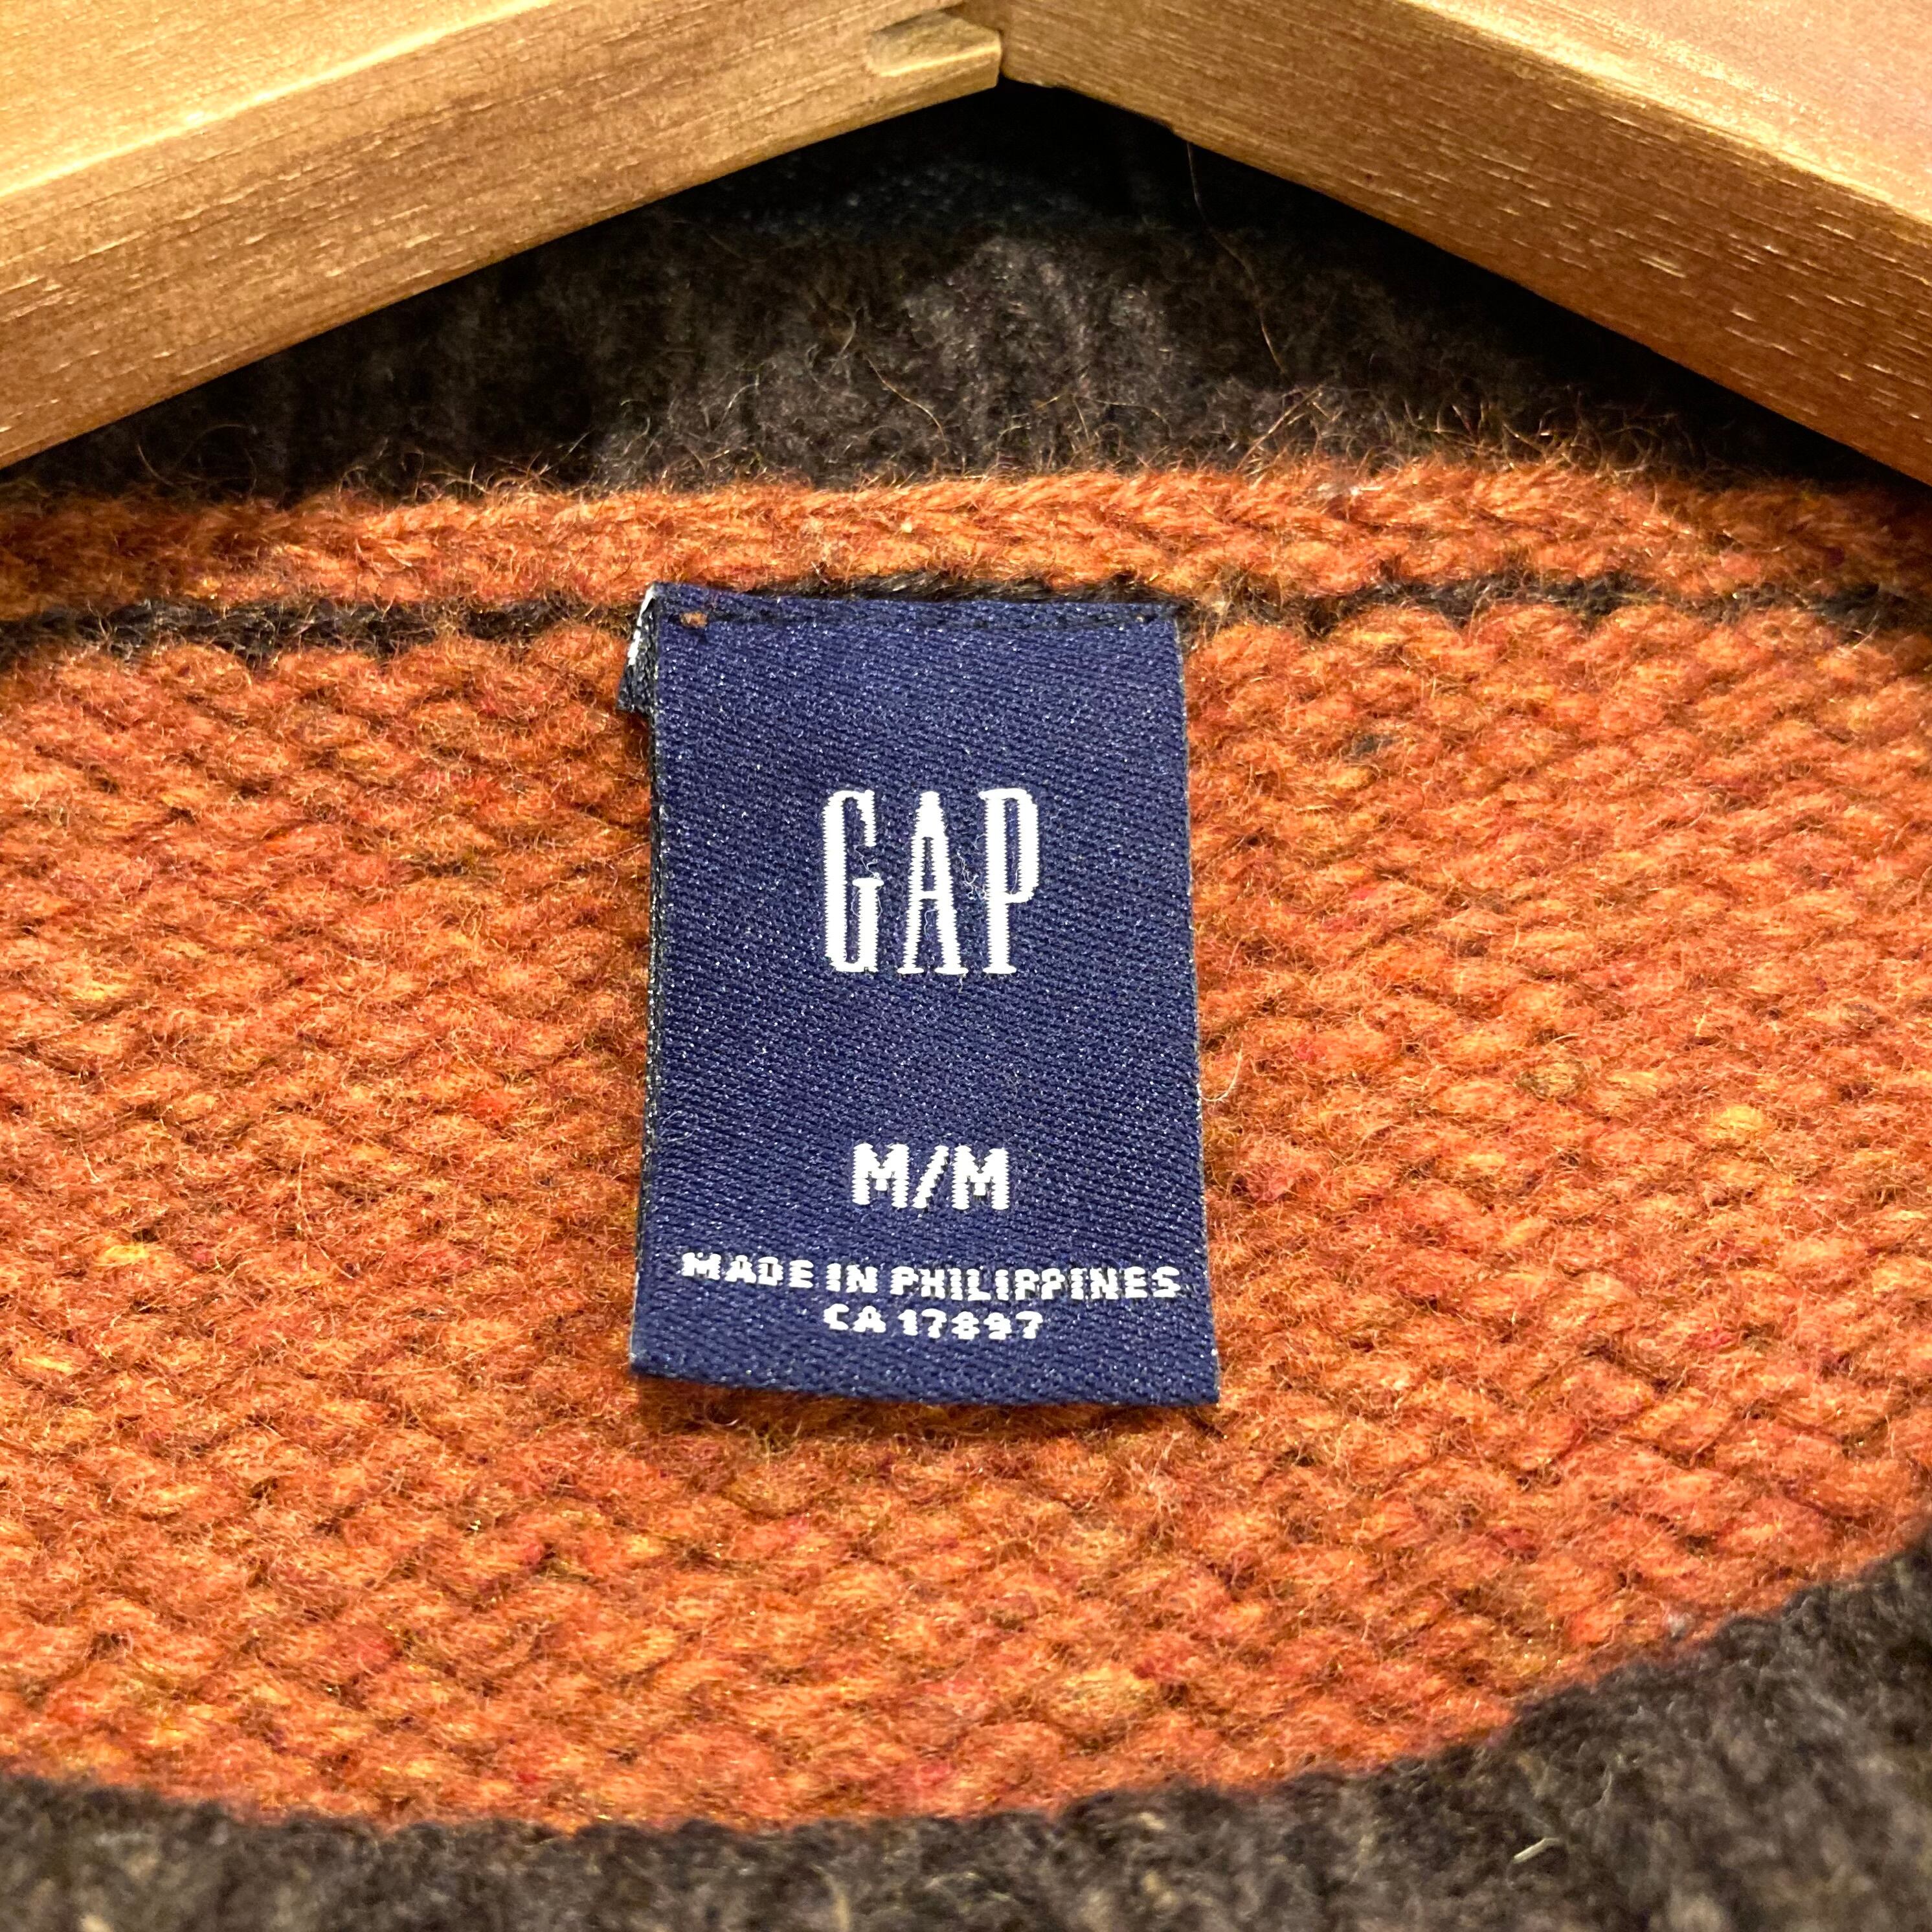 GAP
M/M
MADE IN PHILIPPINES
CA 17897